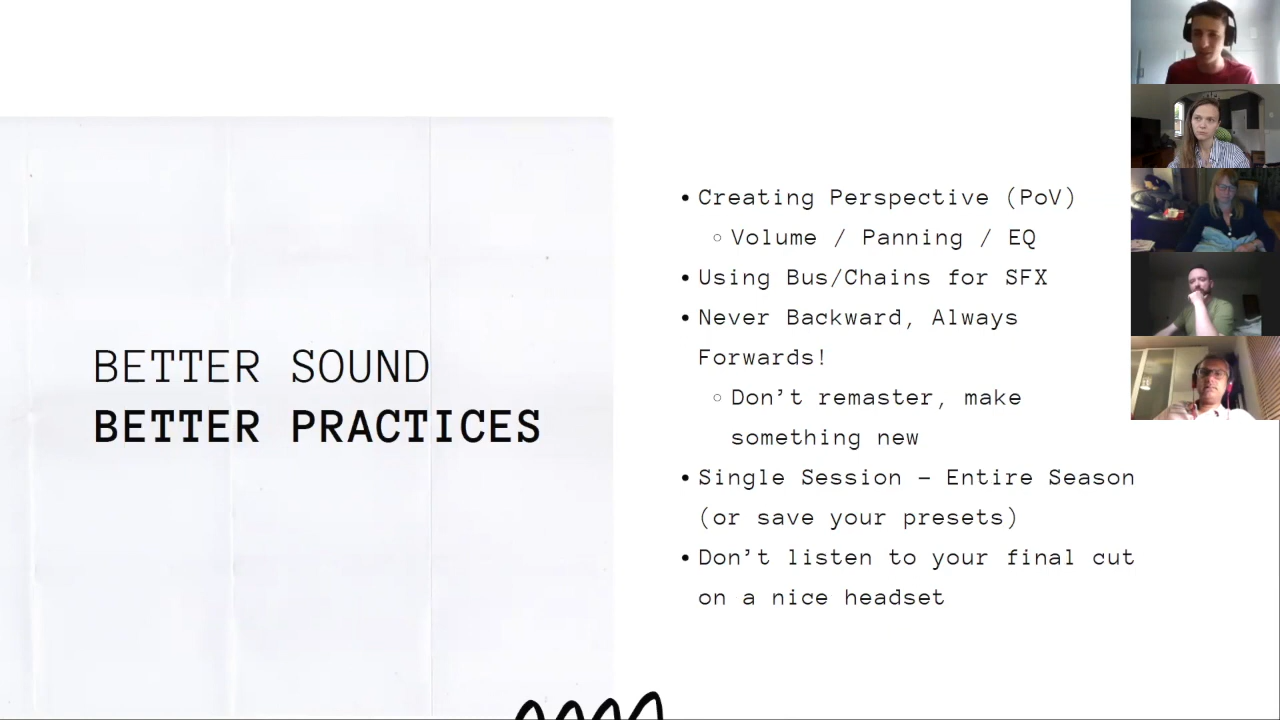 BETTER SOUND
BETTER PRACTICES
• Creating Perspective (PoV)
○ Volume / Panning / EQ
• Using Bus/Chains for SFX
• Never Backward, Always
Forwards!
○ Don't remaster, make
something new
• Single Session – Entire Season
(or save your presets)
• Don't listen to your final cut
on a nice headset